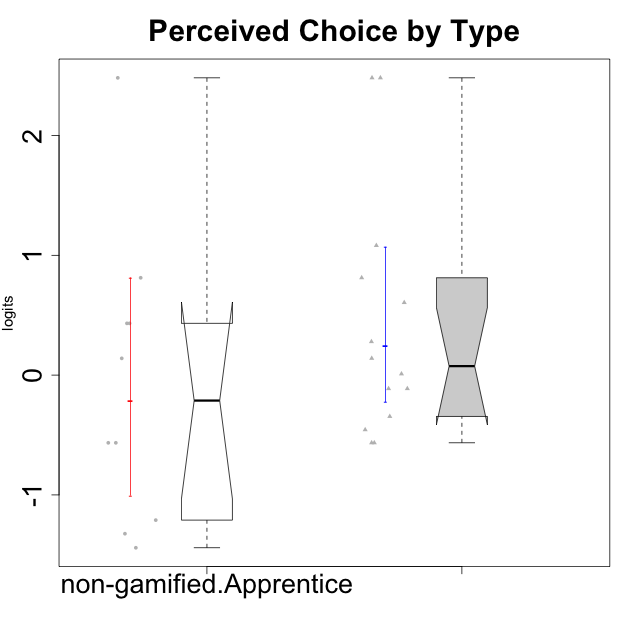 Perceived Choice by Type
2
1
0
-1
logits
non-gamified.Apprentice